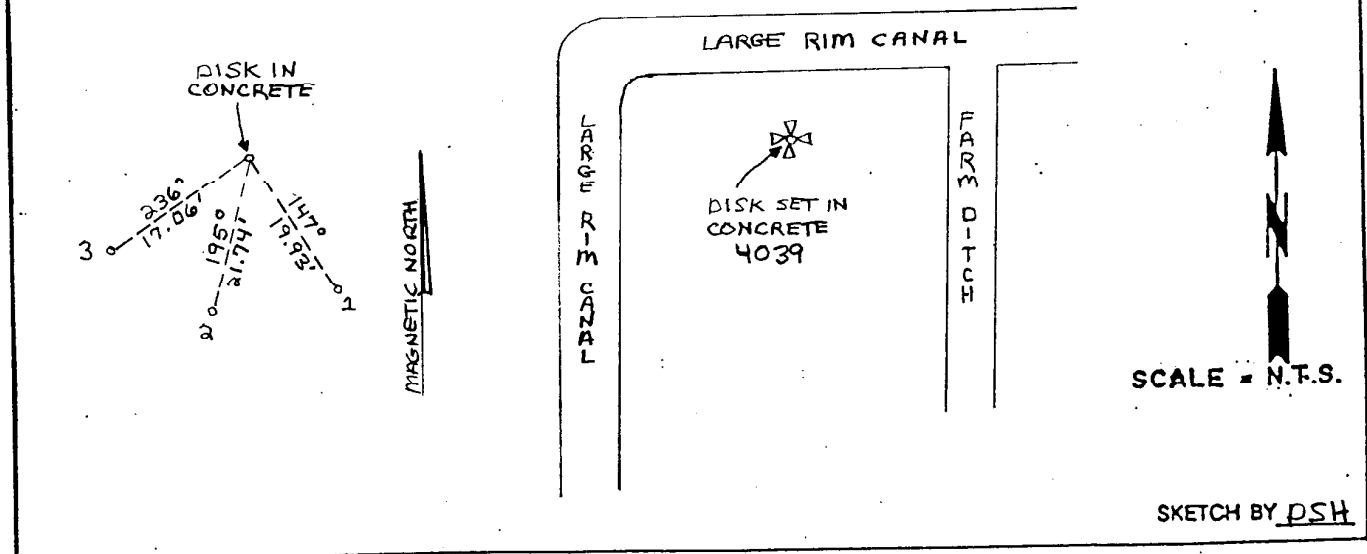 DISK IN
CONCRETE
236°
17.06'
195°
21.74'
147°
19.93'
3
2
1
MAGNETIC NORTH
LARGE RIM CANAL
LARGE RIM CANAL
DISK SET IN
CONCRETE
4039
FARM DITCH
N
SCALE = N.T.S.
SKETCH BY DSH